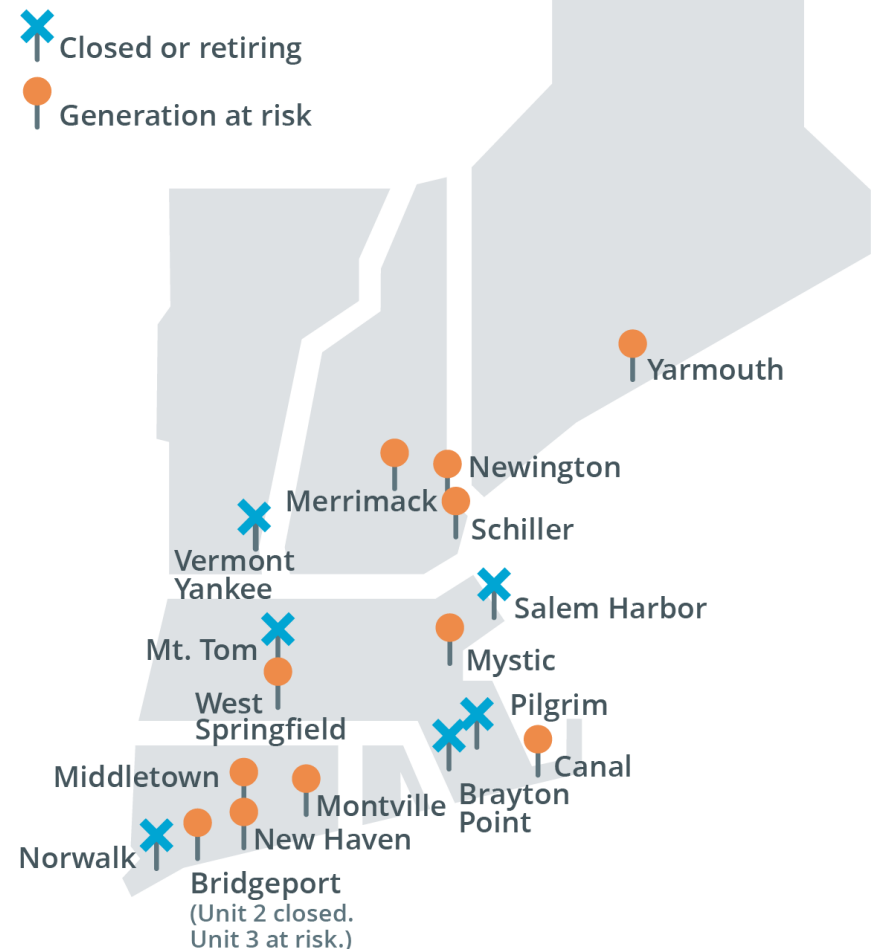 Closed or retiring
Generation at risk
Yarmouth
Newington
Merrimack
Schiller
Vermont
Yankee
Salem Harbor
Mt. Tom
Mystic
West
Springfield
Pilgrim
Canal
Middletown
Brayton
Point
Montville
New Haven
Norwalk
Bridgeport
(Unit 2 closed.
Unit 3 at risk.)